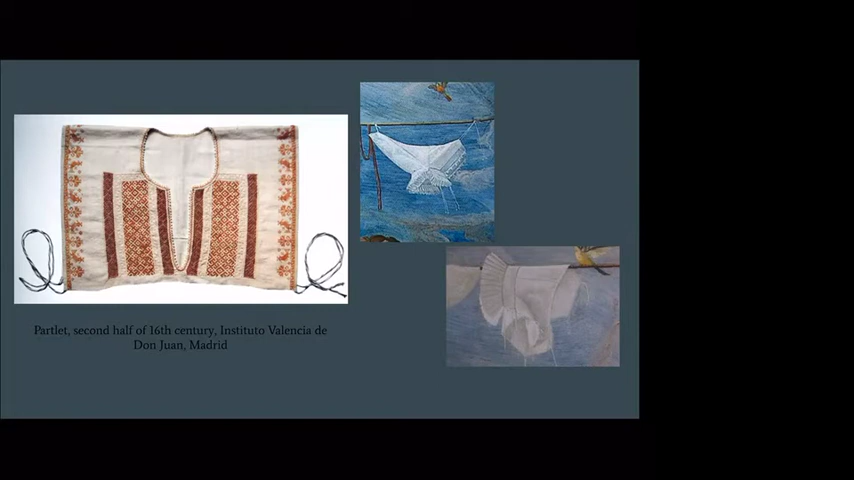 Partlet, second half of 16th century, Instituto Valencia de
Don Juan, Madrid